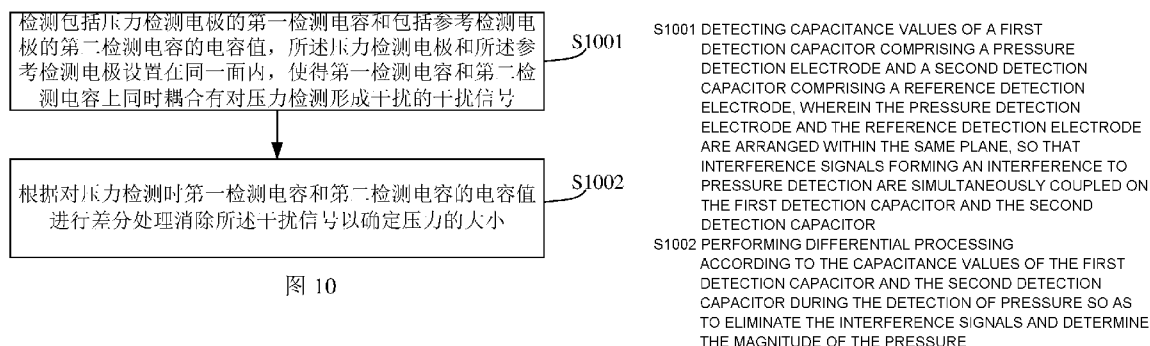 检测包括压力检测电极的第一检测电容和包括参考检测电
极的第二检测电容的电容值，所述压力检测电极和所述参
考检测电极设置在同一面内，使得第一检测电容和第二检
测电容上同时耦合有对压力检测形成干扰的干扰信号
S1001
根据对压力检测时第一检测电容和第二检测电容的电容值
进行差分处理消除所述干扰信号以确定压力的大小
S1002
图 10
S1001 DETECTING CAPACITANCE VALUES OF A FIRST
DETECTION CAPACITOR COMPRISING A PRESSURE
DETECTION ELECTRODE AND A SECOND DETECTION
CAPACITOR COMPRISING A REFERENCE DETECTION
ELECTRODE, WHEREIN THE PRESSURE DETECTION
ELECTRODE AND THE REFERENCE DETECTION ELECTRODE
ARE ARRANGED WITHIN THE SAME PLANE, SO THAT
INTERFERENCE SIGNALS FORMING AN INTERFERENCE TO
PRESSURE DETECTION ARE SIMULTANEOUSLY COUPLED ON
THE FIRST DETECTION CAPACITOR AND THE SECOND
DETECTION CAPACITOR
S1002 PERFORMING DIFFERENTIAL PROCESSING
ACCORDING TO THE CAPACITANCE VALUES OF THE FIRST
DETECTION CAPACITOR AND THE SECOND DETECTION
CAPACITOR DURING THE DETECTION OF PRESSURE SO AS
TO ELIMINATE THE INTERFERENCE SIGNALS AND DETERMINE
THE MAGNITUDE OF THE PRESSURE